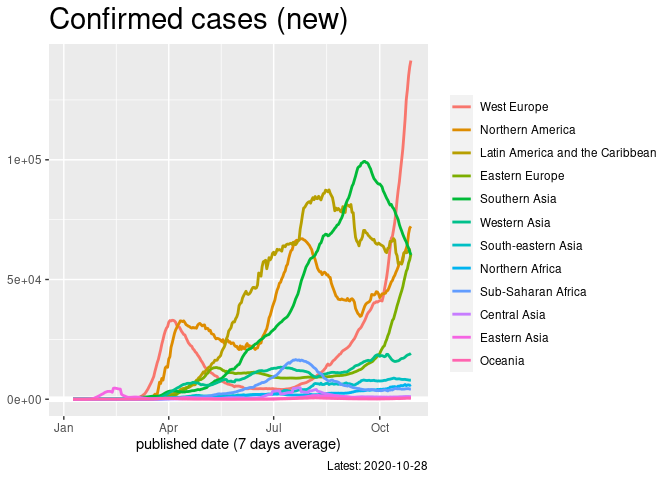 Confirmed cases (new)
1e+05
5e+04
0e+00
Jan Apr Jul Oct
published date (7 days average)
Latest: 2020-10-28
West Europe
Northern America
Latin America and the Caribbean
Eastern Europe
Southern Asia
Western Asia
South-eastern Asia
Northern Africa
Sub-Saharan Africa
Central Asia
Eastern Asia
Oceania